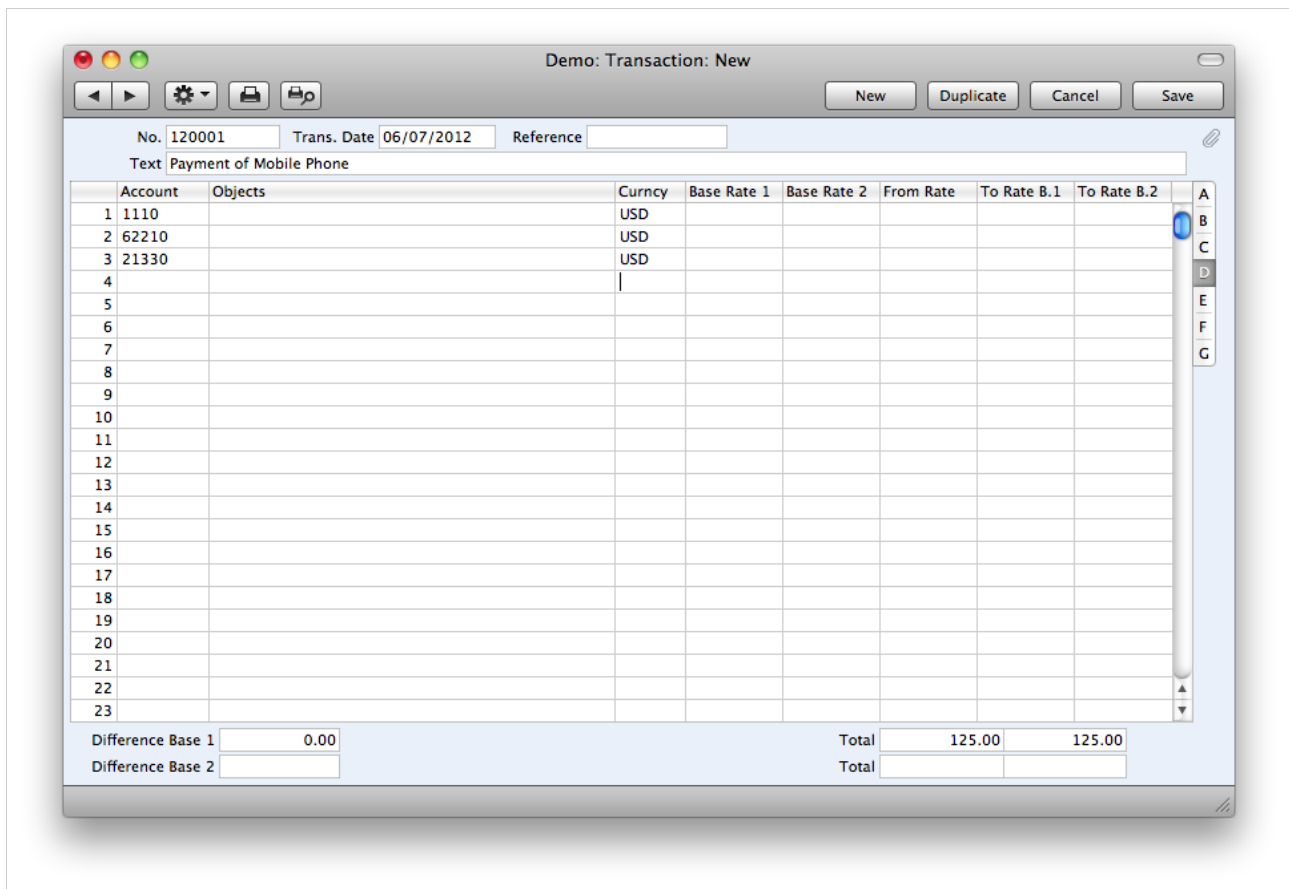 Demo: Transaction: New
New Duplicate Cancel Save
No. 120001 Trans. Date 06/07/2012 Reference
Text Payment of Mobile Phone
Account Objects Curncy Base Rate 1 Base Rate 2 From Rate To Rate B.1 To Rate B.2 A
1 1110 USD
B
2 62210 USD
C
3 21330 USD
D
4
E
5
F
6
G
7
8
9
10
11
12
13
14
15
16
17
18
19
20
21
22
23
Difference Base 1 0.00 Total 125.00 125.00
Difference Base 2 Total